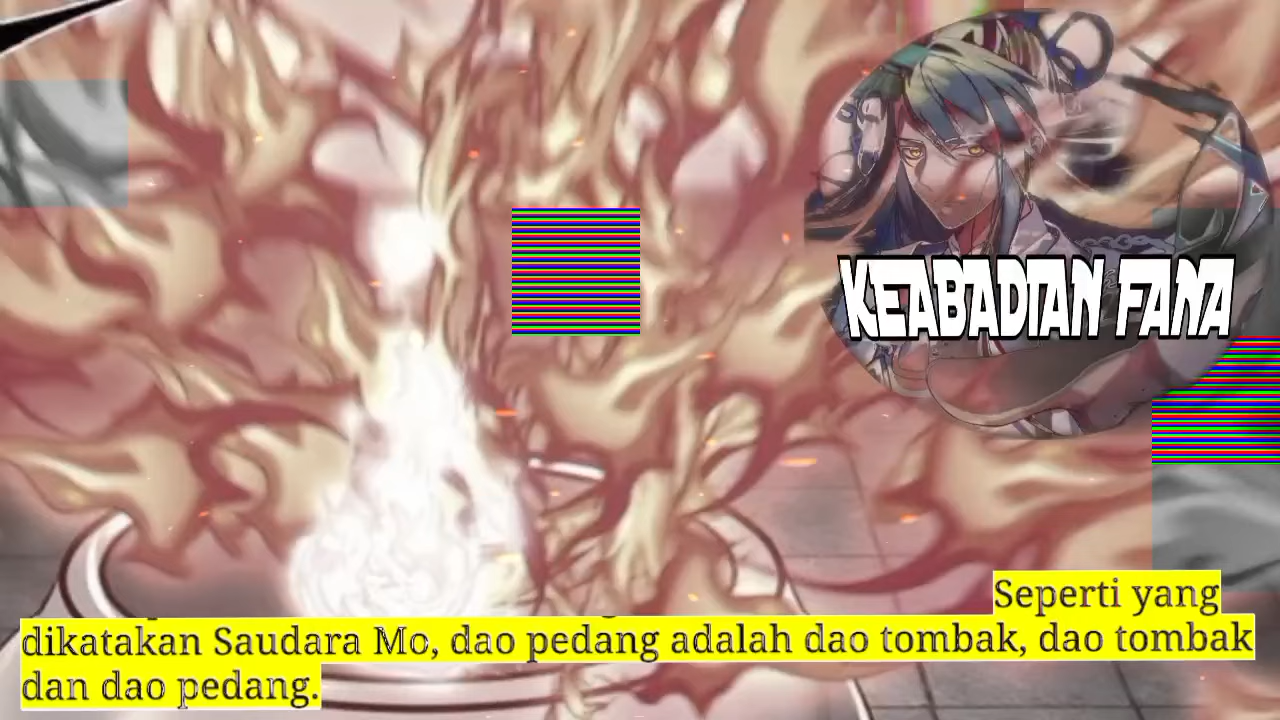 KEABADIAN FANA
Seperti yang
dikatakan Saudara Mo, dao pedang adalah dao tombak, dao tombak
dan dao pedang.